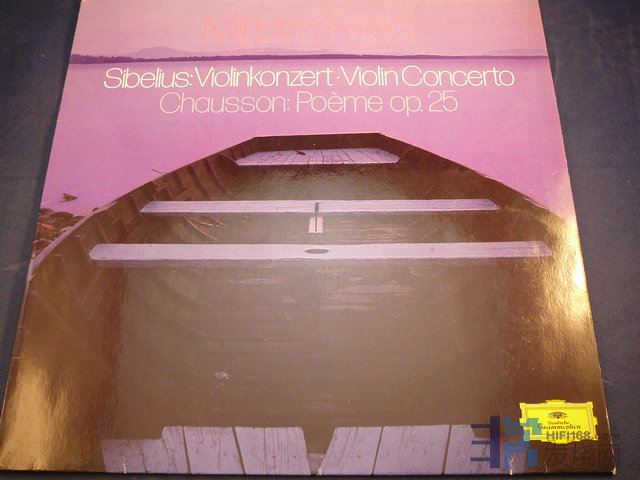 Miriam Fried
Sibelius: Violinkonzert · Violin Concerto
Chausson: Poème op. 25
Deutsche
Grammophon
HIFI168